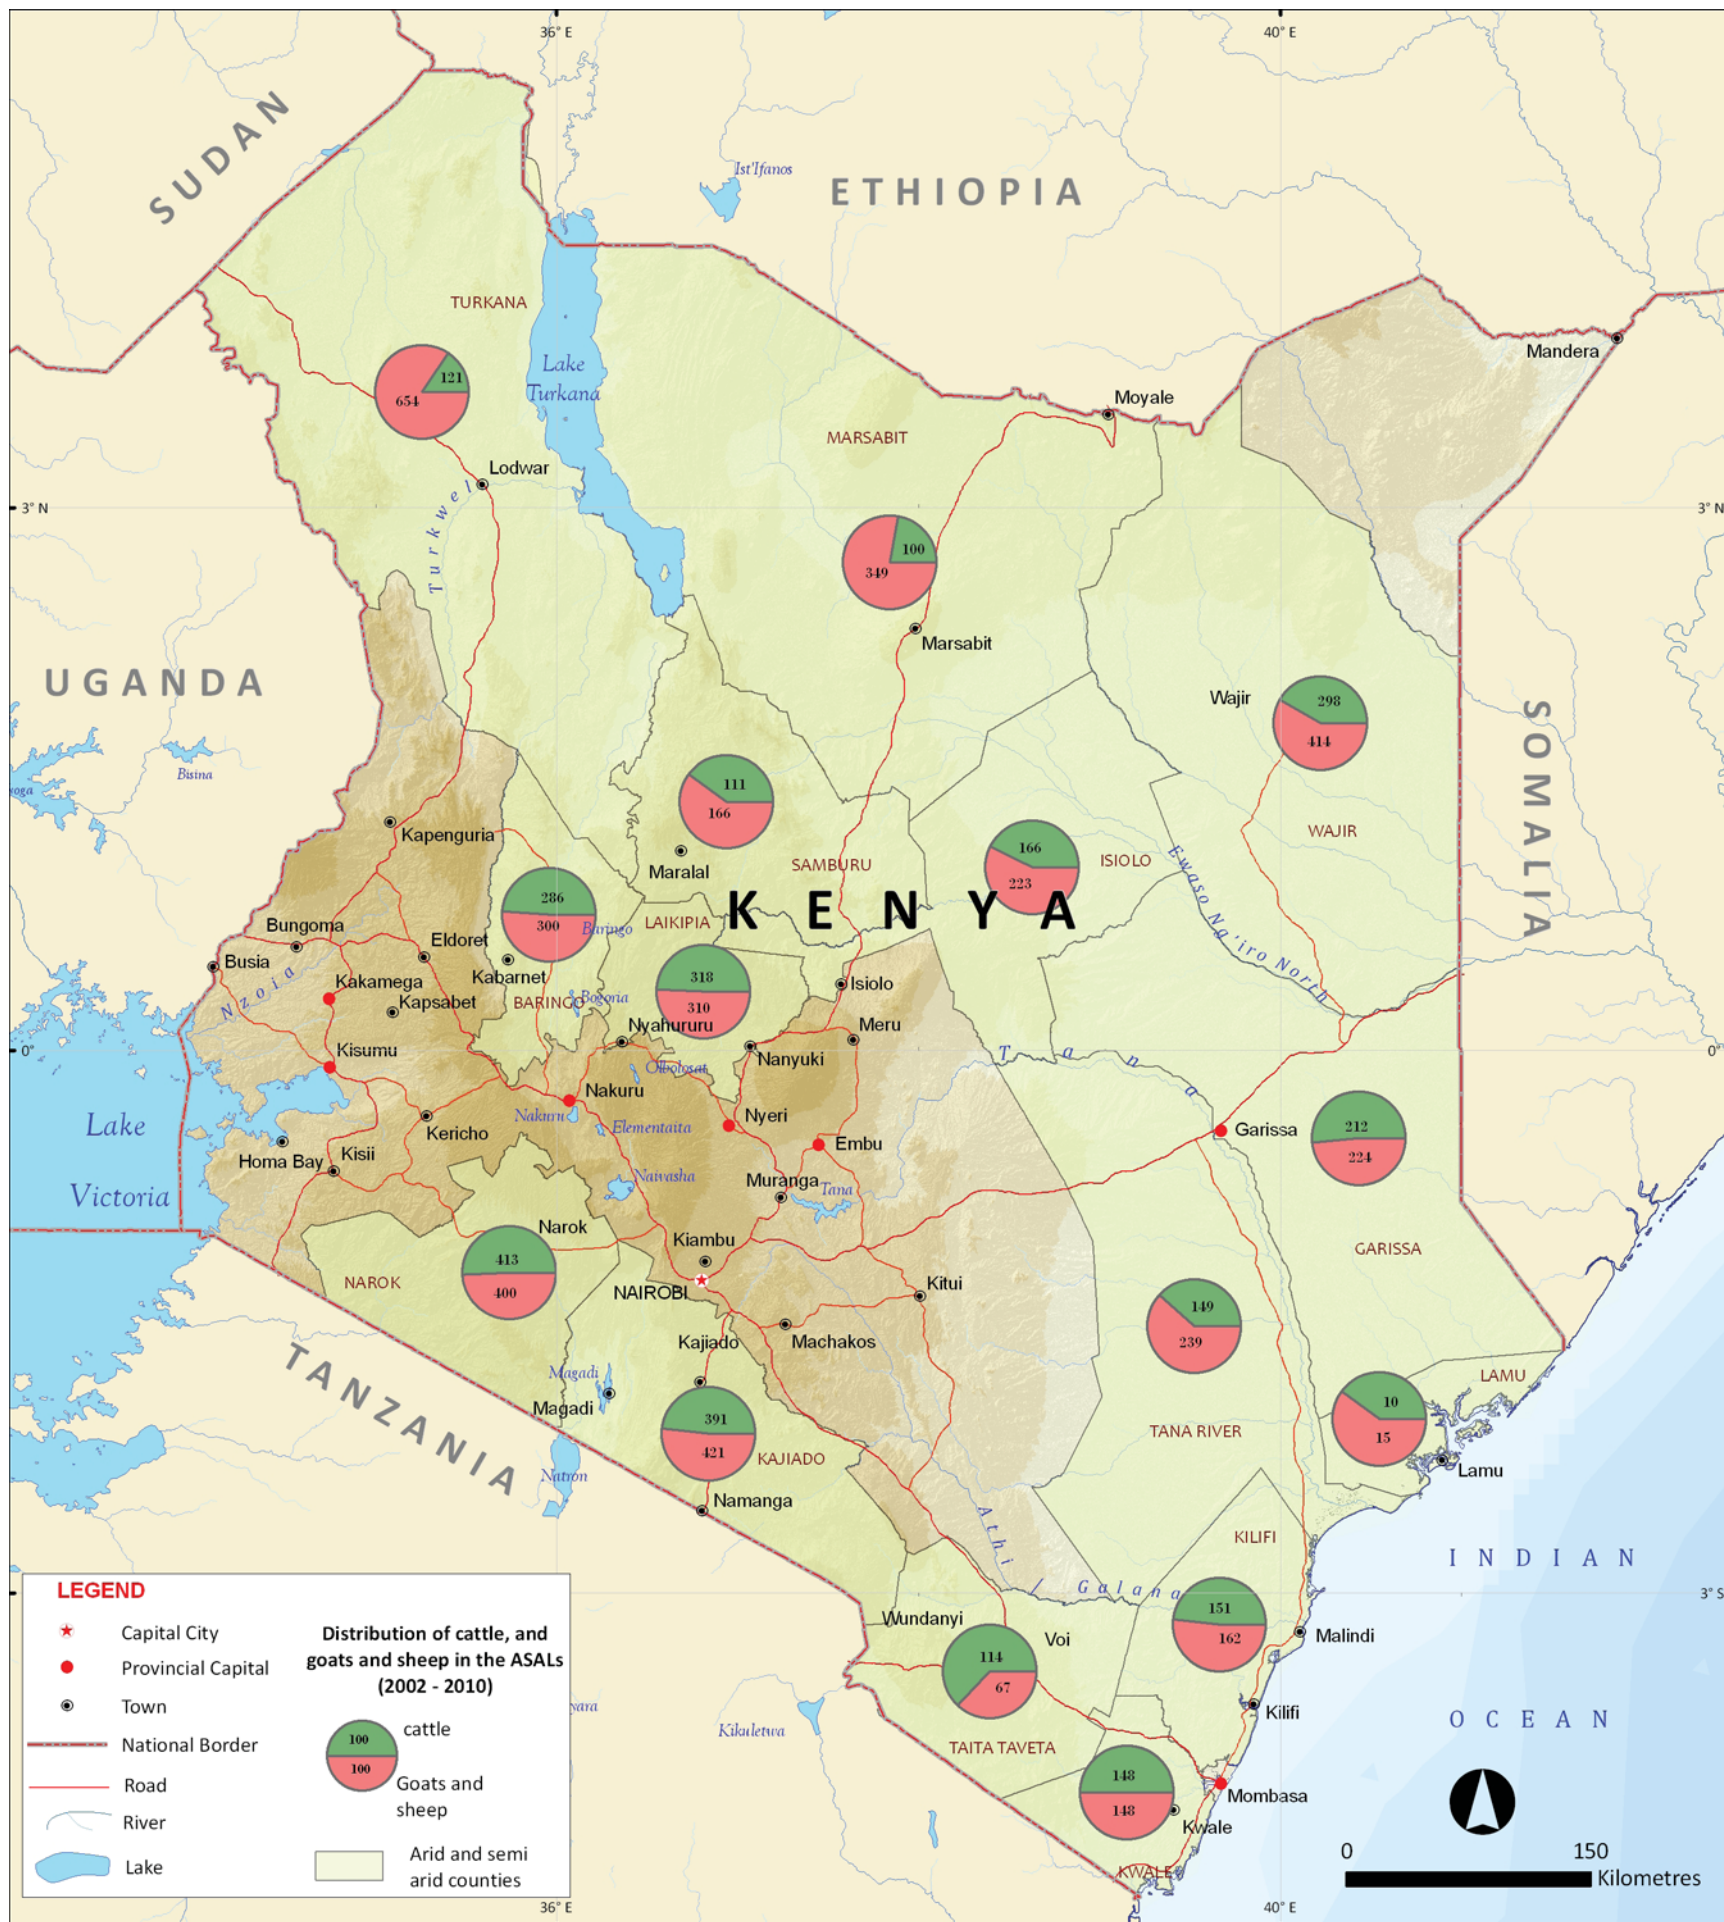 36° E
40° E
SUDAN
ETHIOPIA
Ist'Ifanos
TURKANA
121
654
Lake
Turkana
Mandera
Moyale
MARSABIT
Lodwar
Turkwel
3° N
3° N
100
349
Marsabit
UGANDA
SOMALIA
Wajir
298
414
Bisina
oga
111
166
Kapenguria
WAJIR
Maralal
SAMBURU
166
223
ISIOLO
Ewaso Ng'iro North
286
300
Baringo
LAIKIPIA
KENYA
Bungoma
Eldoret
Busia
Nzoia
Kakamega
Kabarnet
Kapsabet
BARINGO
Bogoria
318
310
Isiolo
Nyahururu
Meru
Kisumu
Nanyuki
0°
0°
Tana
Olbolosat
Nakuru
Nakuru
Elementaita
Nyeri
Lake
Victoria
Kericho
Embu
Garissa
212
224
Homa Bay
Kisii
Naivasha
Muranga
Tana
Narok
Kiambu
GARISSA
413
400
NAROK
NAIROBI
Kitui
149
239
Kajiado
Machakos
TANZANIA
Magadi
Magadi
LAMU
10
15
391
421
KAJIADO
TANA RIVER
Lamu
Natron
Namanga
Athi / Galana
KILIFI
INDIAN
OCEAN
3° S
151
162
Wundanyi
Voi
Malindi
114
67
Kilifi
Kikuletwa
yara
TAITA TAVETA
148
148
Mombasa
Kwale
KWALE
LEGEND
Capital City
Provincial Capital
Town
National Border
Road
River
Lake
Distribution of cattle, and
goats and sheep in the ASALs
(2002 - 2010)
100
cattle
100
Goats and
sheep
Arid and semi
arid counties
0
150
Kilometres
36° E
40° E